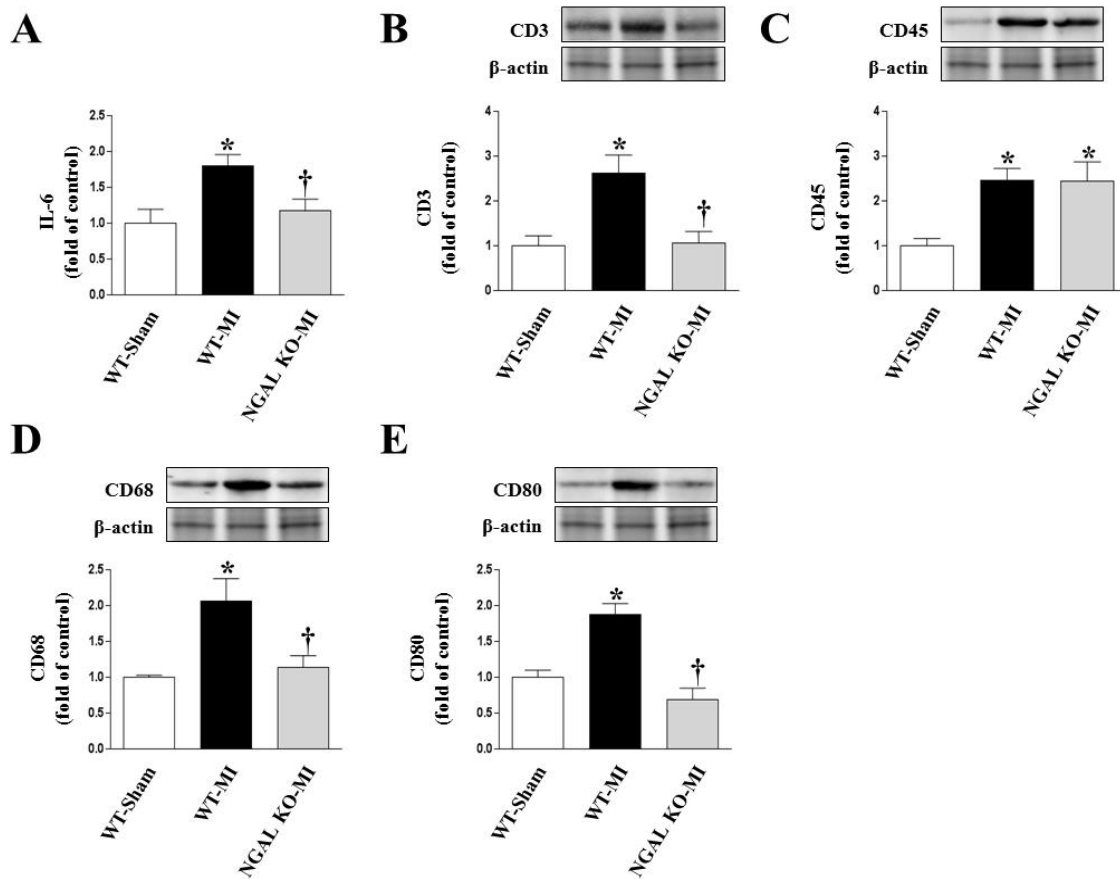 A
IL-6
(fold of control)
2.5
2.0
1.5
1.0
0.5
0.0
*
†
WT-Sham
WT-MI
NGAL KO-MI
B
CD3
β-actin
CD3
(fold of control)
4
3
2
1
0
*
†
WT-Sham
WT-MI
NGAL KO-MI
C
CD45
β-actin
CD45
(fold of control)
4
3
2
1
0
*
*
WT-Sham
WT-MI
NGAL KO-MI
D
CD68
β-actin
CD68
(fold of control)
2.5
2.0
1.5
1.0
0.5
0.0
*
†
WT-Sham
WT-MI
NGAL KO-MI
E
CD80
β-actin
CD80
(fold of control)
2.5
2.0
1.5
1.0
0.5
0.0
*
†
WT-Sham
WT-MI
NGAL KO-MI